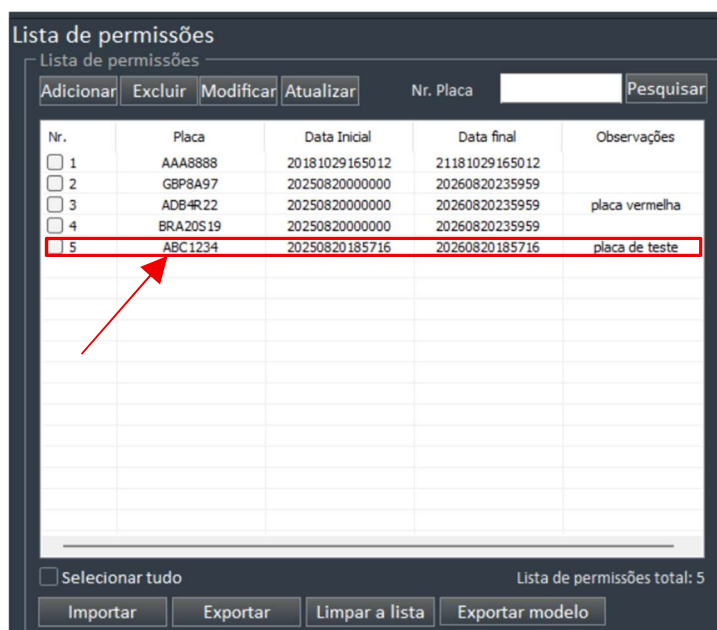 Lista de permissões
Lista de permissões
Adicionar Excluir Modificar Atualizar Nr. Placa Pesquisar
Nr. Placa Data Inicial Data final Observações
1 AAA8888 20181029165012 21181029165012
2 GBP8A97 20250820000000 20260820235959
3 ADB4R22 20250820000000 20260820235959 placa vermelha
4 BRA20S19 20250820000000 20260820235959
5 ABC1234 20250820185716 20260820185716 placa de teste
Selecionar tudo Lista de permissões total: 5
Importar Exportar Limpar a lista Exportar modelo